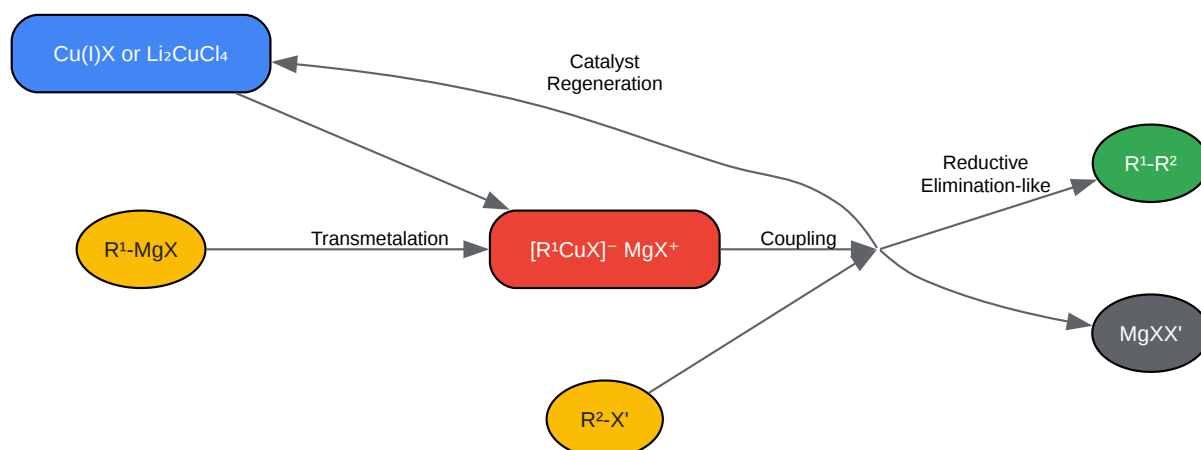 Cu(I)X or Li₂CuCl₄
Catalyst
Regeneration
R¹-MgX
Transmetalation
[R¹CuX]⁻ MgX⁺
Coupling
Reductive
Elimination-like
R¹-R²
MgXX'
R²-X'